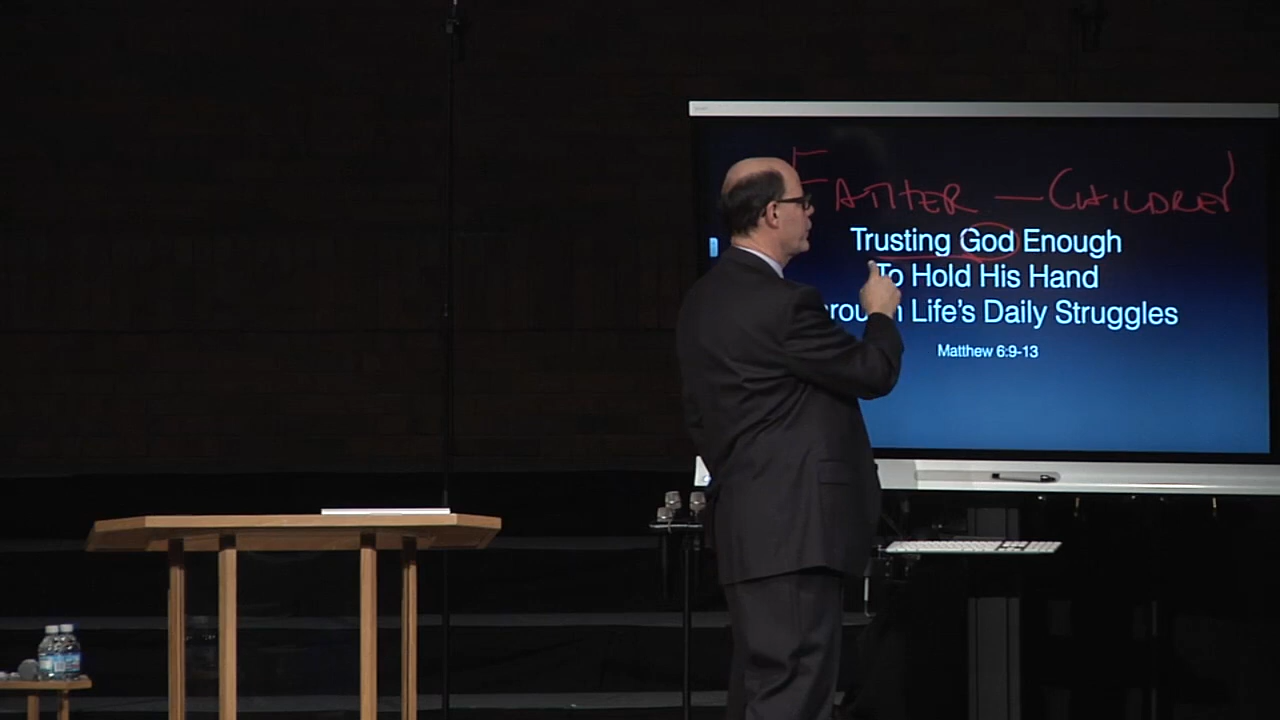 FATHER — CHILDREN
Trusting God Enough
To Hold His Hand
Life's Daily Struggles
Matthew 6:9-13